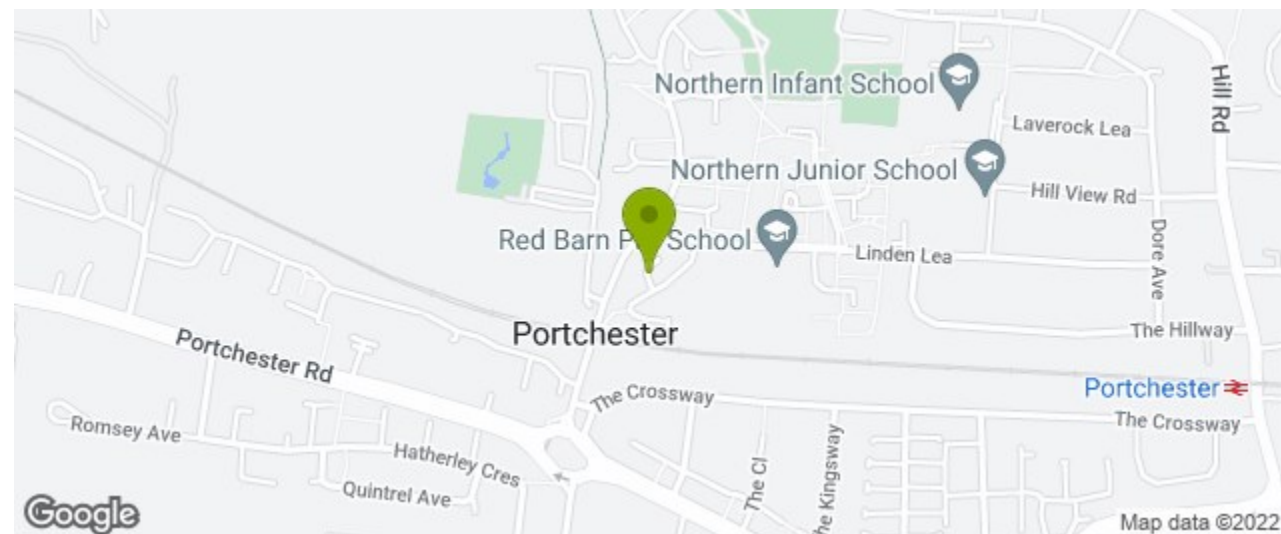 Northern Infant School
Hill Rd
Laverock Lea
Northern Junior School
Hill View Rd
Red Barn P School
Linden Lea
Dore Ave
Portchester
The Hillway
Portchester Rd
Portchester
The Crossway
The Crossway
Romsey Ave
Hatherley Cres
Quintrel Ave
The Cl
he Kingsway
Google
Map data ©2022